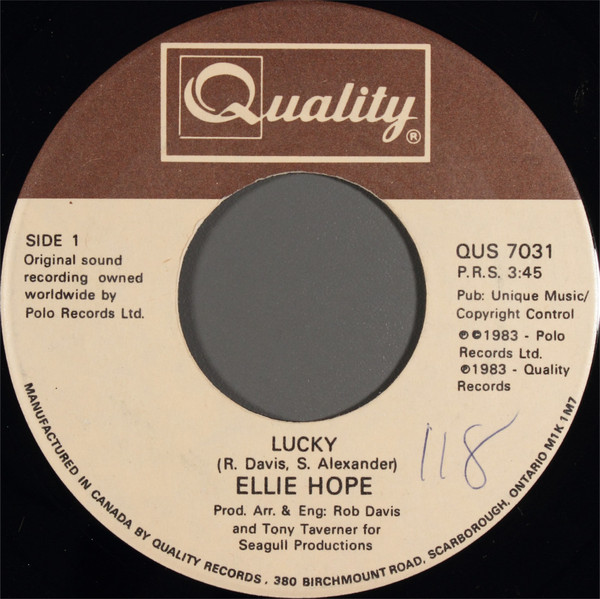 Quality®
SIDE 1
Original sound
recording owned
worldwide by
Polo Records Ltd.
QUS 7031
P.R.S. 3:45
Pub: Unique Music/
Copyright Control
℗©1983 - Polo
Records Ltd.
℗1983 - Quality
Records
118
LUCKY
(R. Davis, S. Alexander)
ELLIE HOPE
Prod. Arr. & Eng: Rob Davis
and Tony Taverner for
Seagull Productions
MANUFACTURED IN CANADA BY QUALITY RECORDS, 380 BIRCHMOUNT ROAD, SCARBOROUGH, ONTARIO M1K 1M7